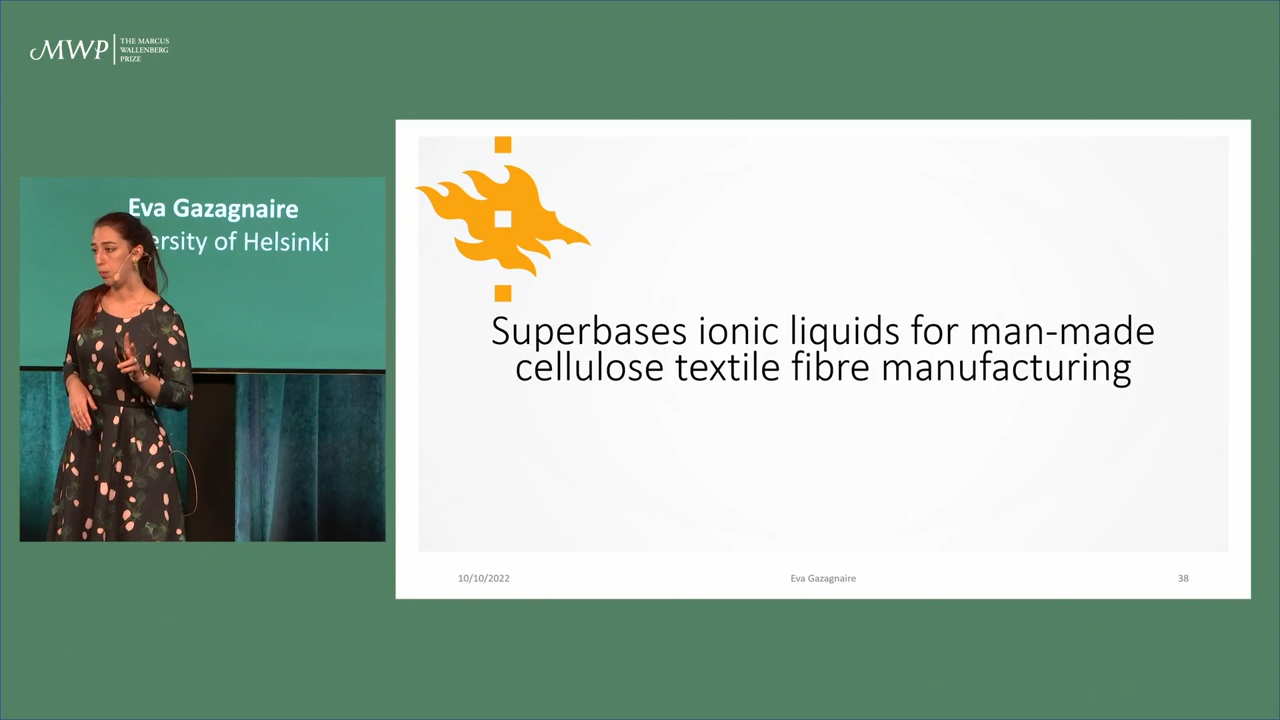 MWP
THE MARCUS
WALLENBERG
PRIZE
Eva Gazagnaire
ersity of Helsinki
Superbases ionic liquids for man-made
cellulose textile fibre manufacturing
10/10/2022
Eva Gazagnaire
38